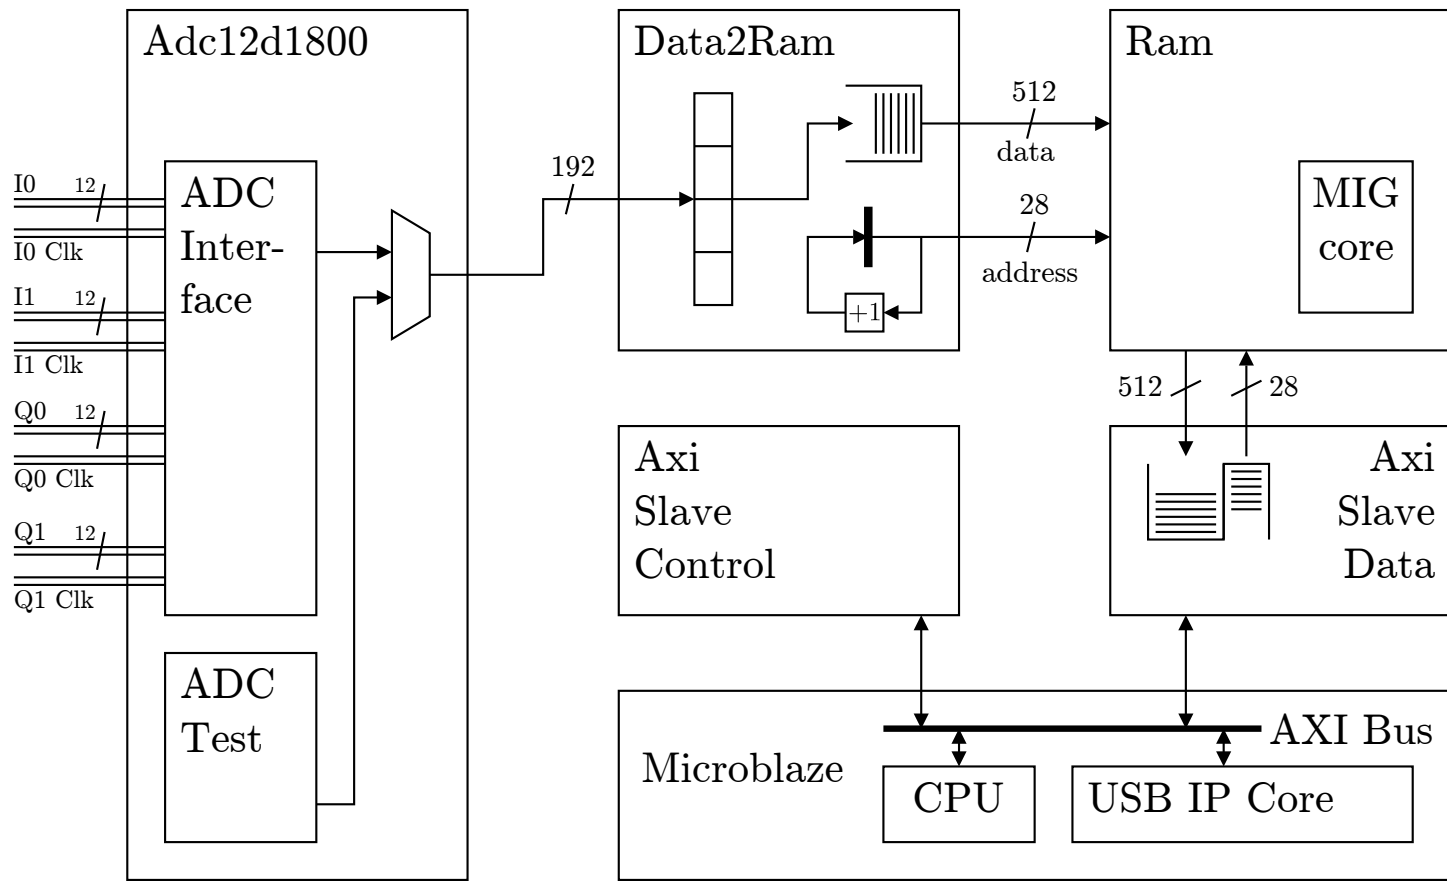 Adc12d1800
I0
12
I0 Clk
I1
12
I1 Clk
Q0
12
Q0 Clk
Q1
12
Q1 Clk
ADC
Inter-
face
ADC
Test
192
Data2Ram
+1
512
data
28
address
Ram
MIG
core
512
28
Axi
Slave
Control
Axi
Slave
Data
Microblaze
AXI Bus
CPU
USB IP Core